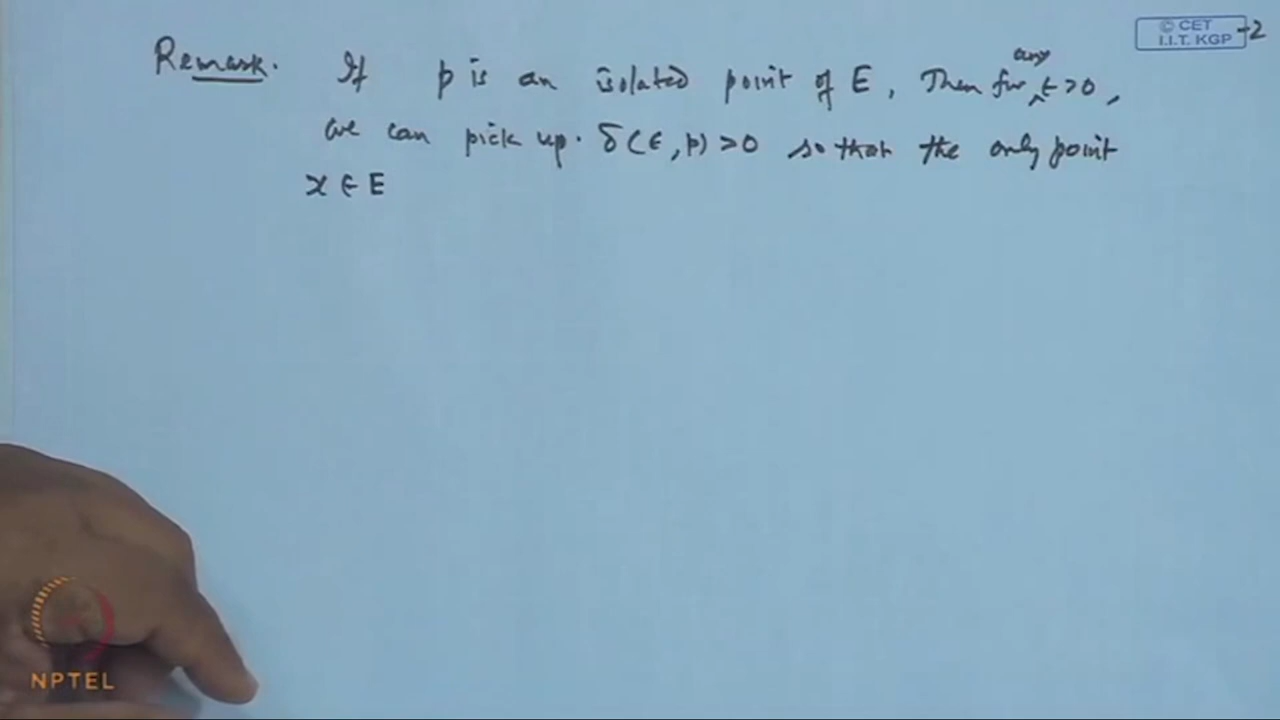 © CET
I.I.T. KGP
-2
Remark. If p is an isolated point of E, Then for any ε>0,
we can pick up. δ(ε, p) >0 so that the only point
x ∈ E
NPTEL